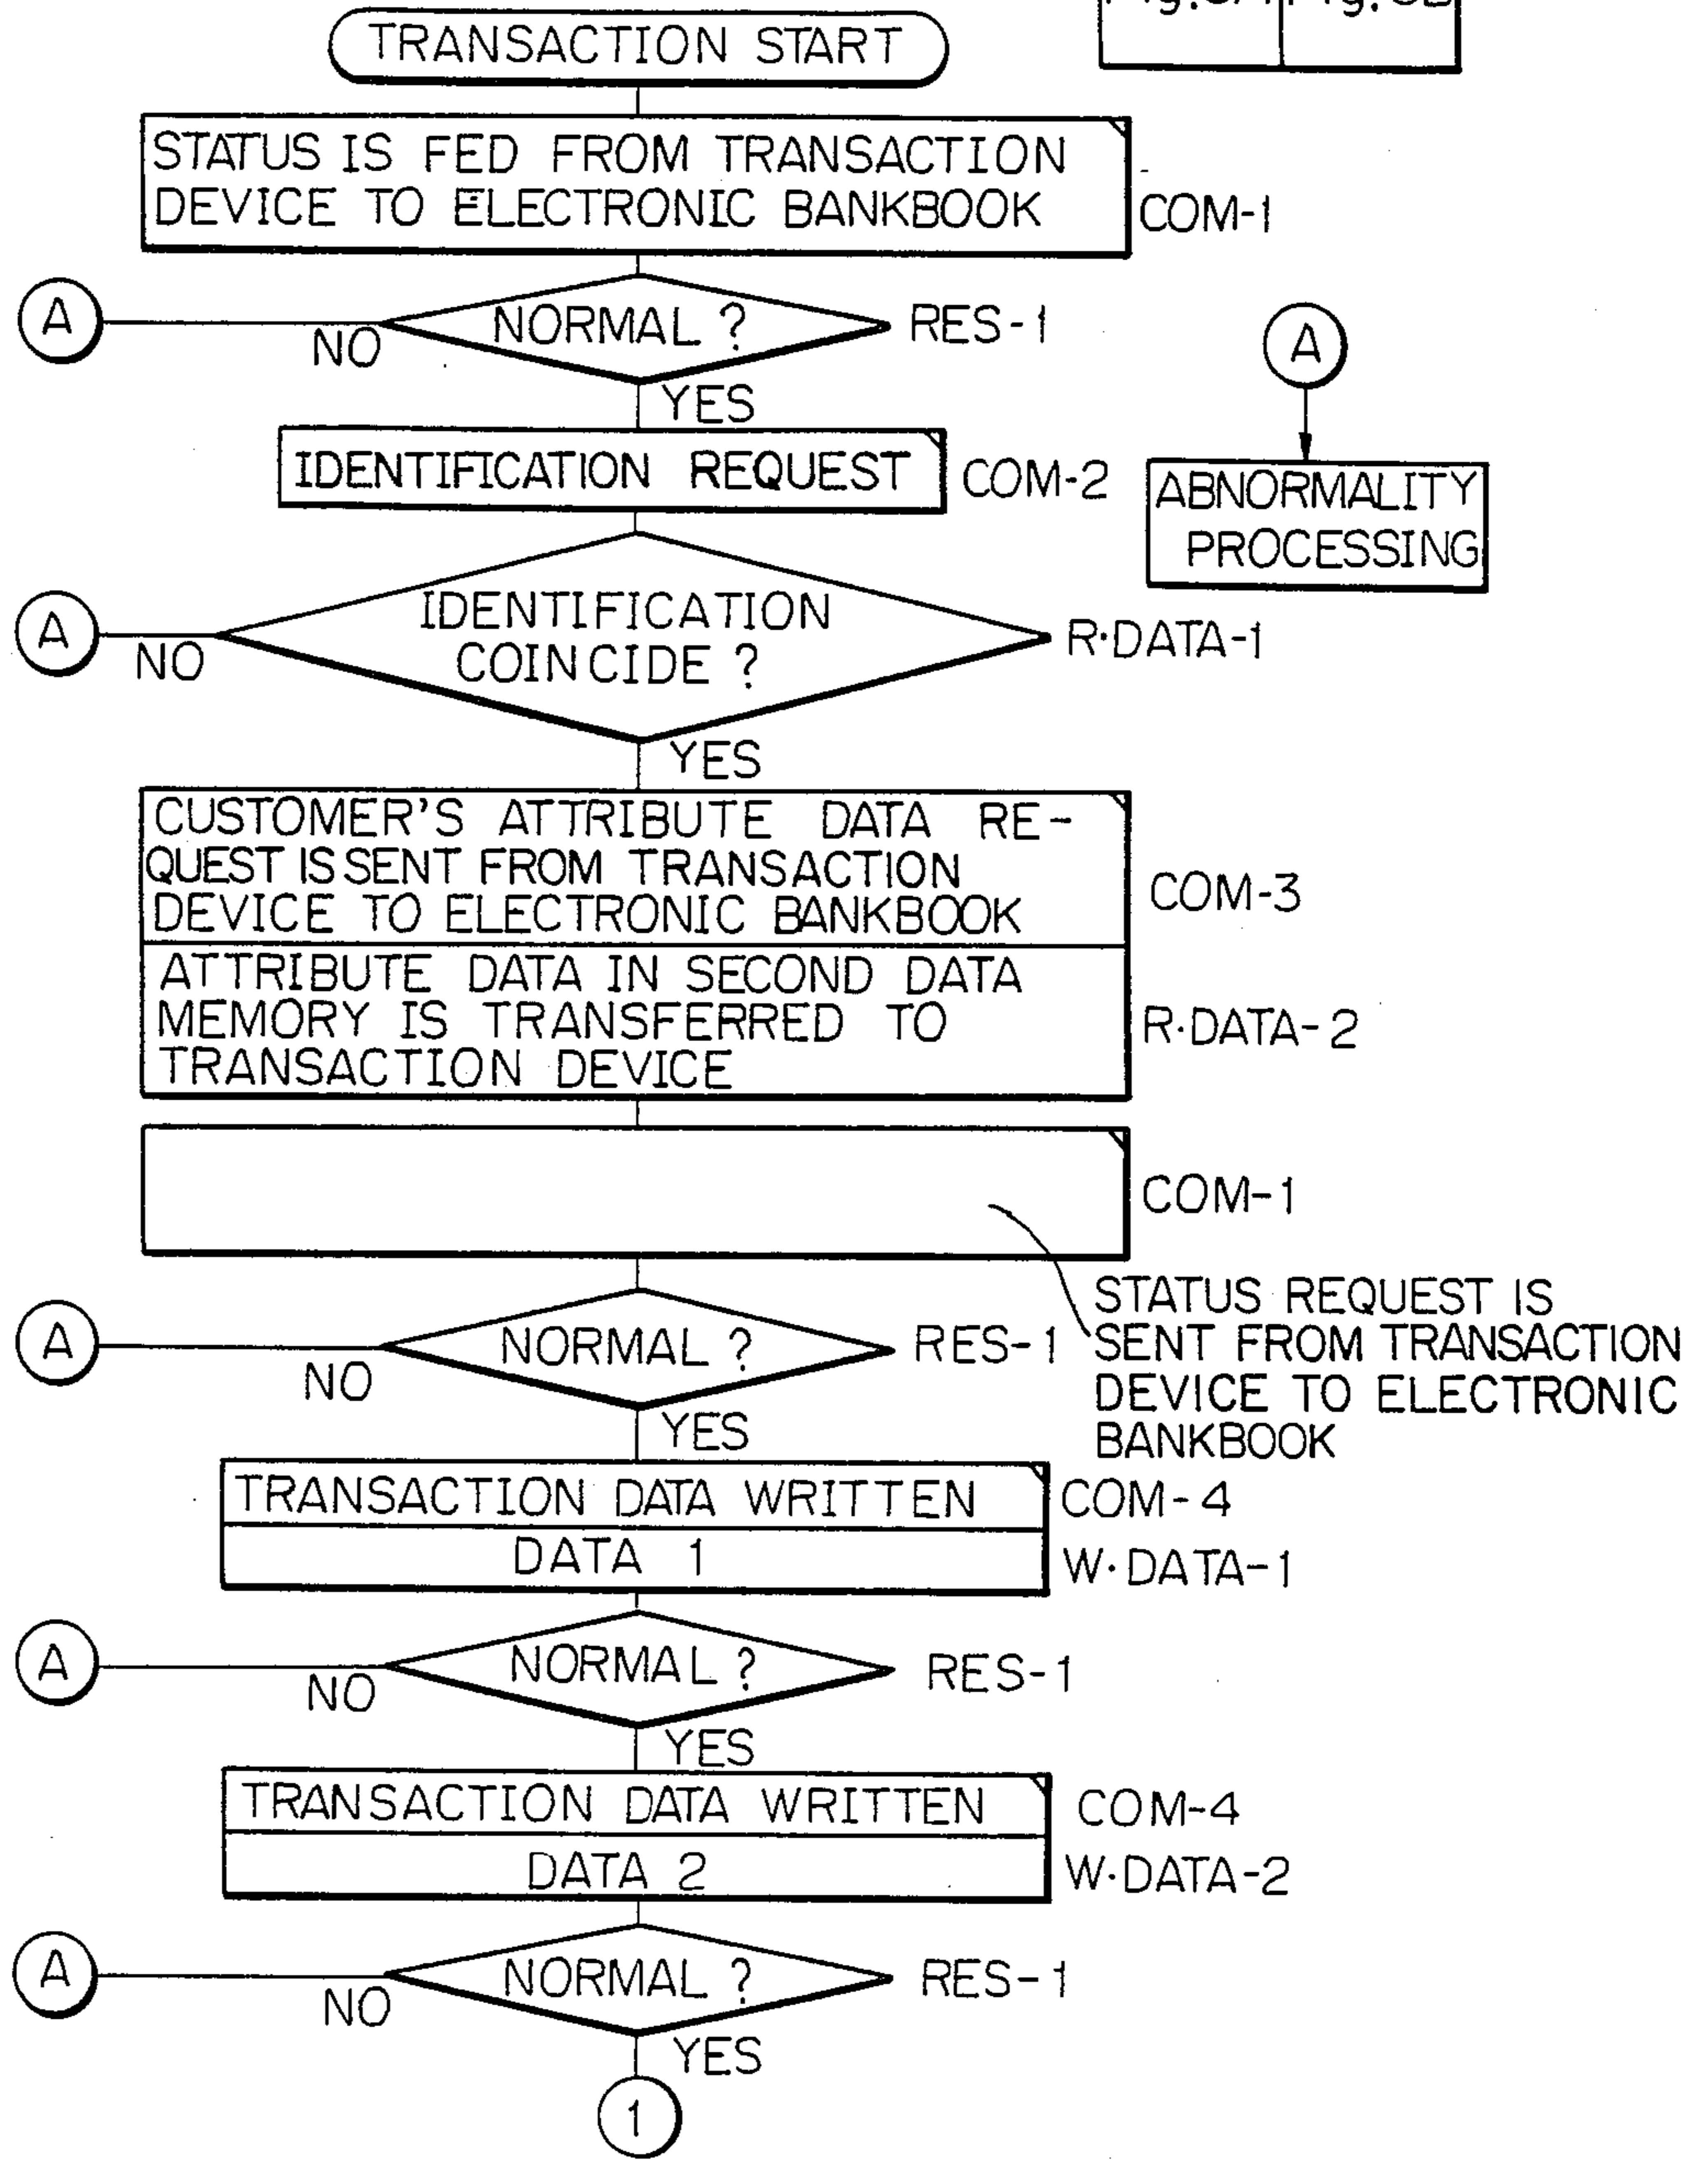 TRANSACTION START
STATUS IS FED FROM TRANSACTION
DEVICE TO ELECTRONIC BANKBOOK
COM-1
A
NO
NORMAL ?
RES-1
YES
A
IDENTIFICATION REQUEST
COM-2
ABNORMALITY
PROCESSING
A
NO
IDENTIFICATION
COINCIDE ?
R·DATA-1
YES
CUSTOMER'S ATTRIBUTE DATA RE-
QUEST IS SENT FROM TRANSACTION
DEVICE TO ELECTRONIC BANKBOOK
COM-3
ATTRIBUTE DATA IN SECOND DATA
MEMORY IS TRANSFERRED TO
TRANSACTION DEVICE
R·DATA-2
COM-1
STATUS REQUEST IS
SENT FROM TRANSACTION
DEVICE TO ELECTRONIC
BANKBOOK
A
NO
NORMAL ?
RES-1
YES
TRANSACTION DATA WRITTEN
COM-4
DATA 1
W·DATA-1
A
NO
NORMAL ?
RES-1
YES
TRANSACTION DATA WRITTEN
COM-4
DATA 2
W·DATA-2
A
NO
NORMAL ?
RES-1
YES
1